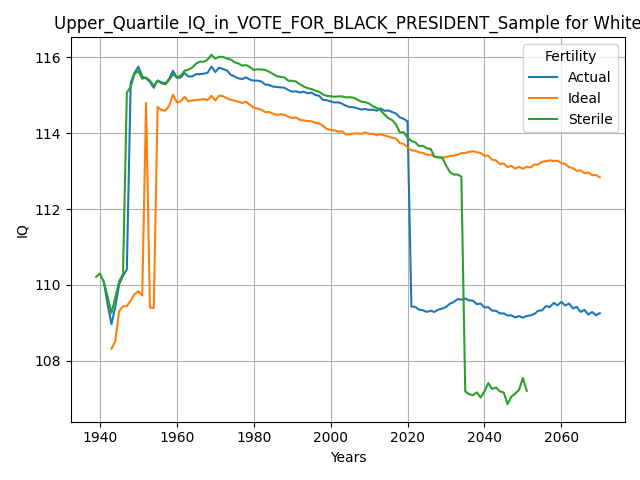 Upper_Quartile_IQ_in_VOTE_FOR_BLACK_PRESIDENT_Sample for White
Fertility
Actual
Ideal
Sterile
116
114
112
110
108
IQ
1940
1960
1980
2000
2020
2040
2060
Years